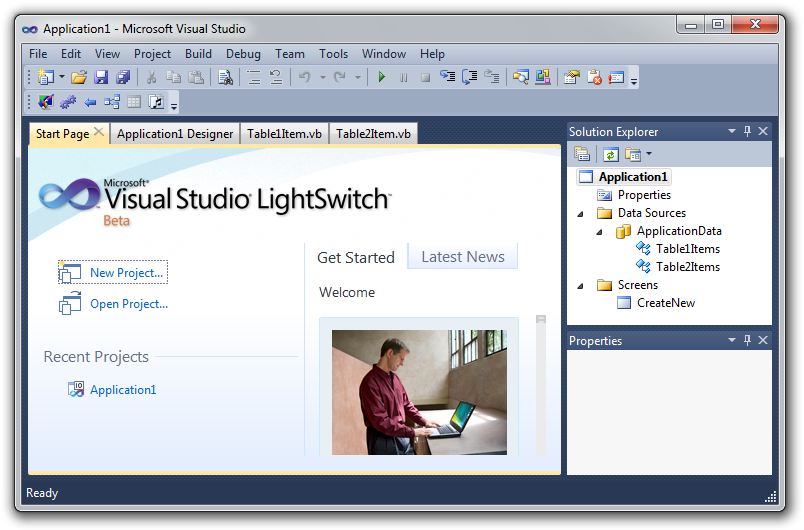 Application1 - Microsoft Visual Studio
File Edit View Project Build Debug Team Tools Window Help
Start Page Application1 Designer Table1Item.vb Table2Item.vb
Microsoft®
Visual Studio® LightSwitch™
Beta
New Project...
Open Project...
Recent Projects
Application1
Get Started Latest News
Welcome
Solution Explorer
Application1
Properties
Data Sources
ApplicationData
Table1Items
Table2Items
Screens
CreateNew
Properties
Ready